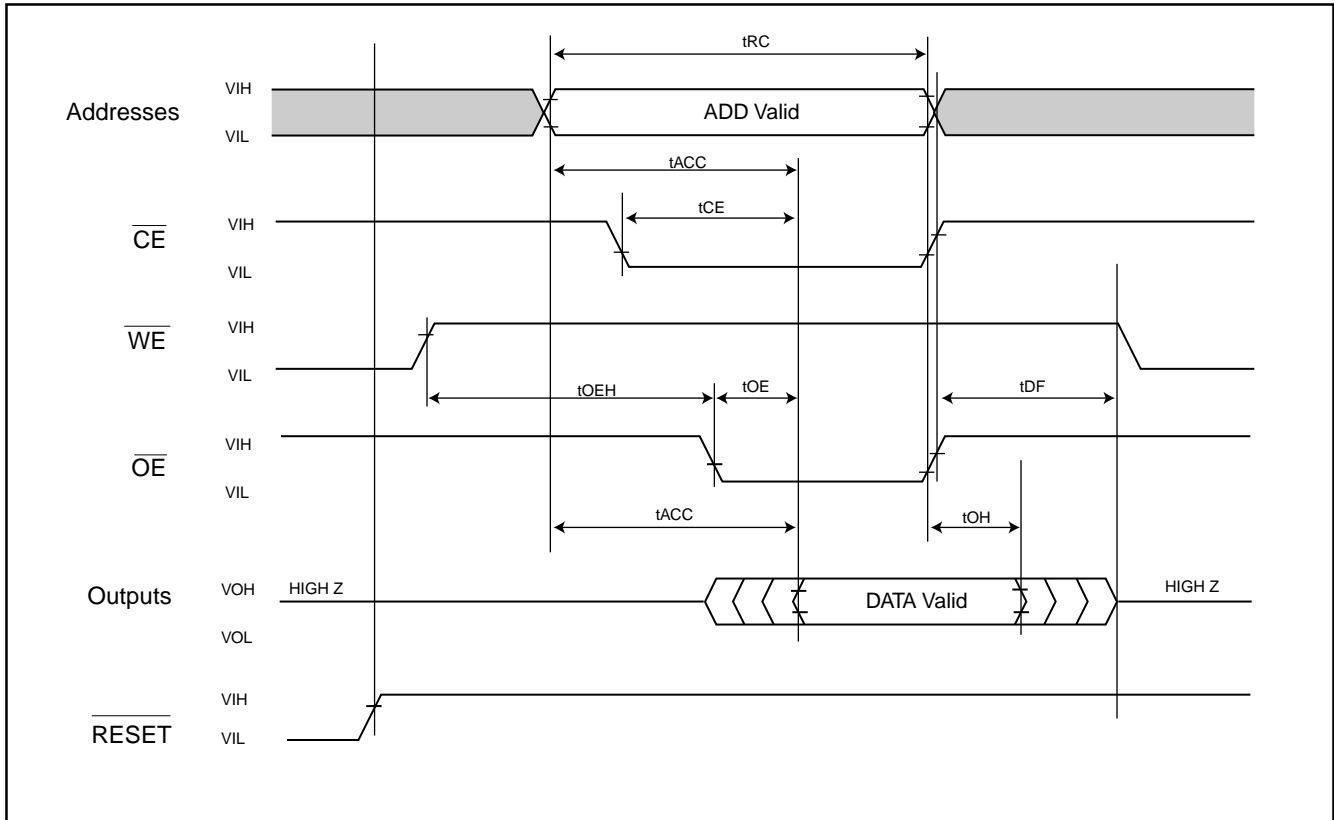 tRC
VIH
Addresses
ADD Valid
VIL
tACC
tCE
VIH
CE
VIL
VIH
WE
VIL
tOEH
tOE
tDF
VIH
OE
VIL
tACC
tOH
Outputs
VOH
HIGH Z
DATA Valid
HIGH Z
VOL
VIH
RESET
VIL